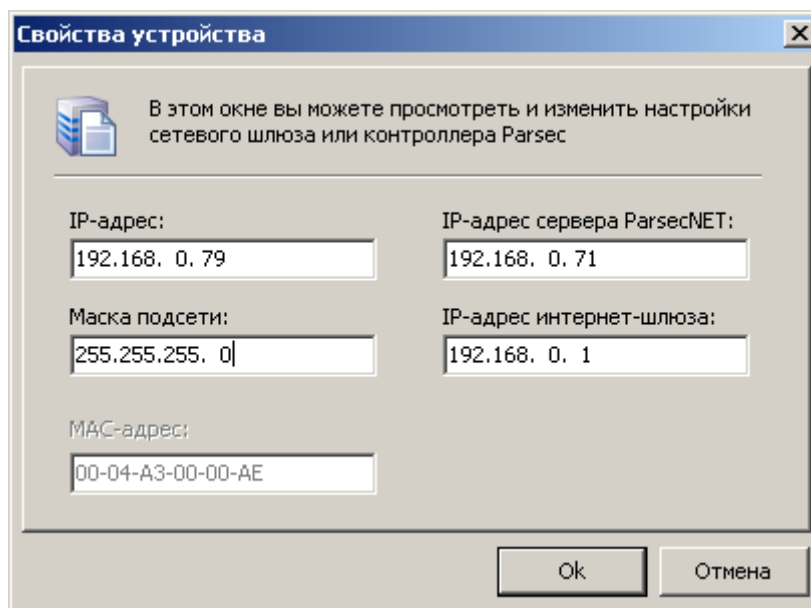 Свойства устройства
В этом окне вы можете просмотреть и изменить настройки
сетевого шлюза или контроллера Parsec
IP-адрес:
192.168. 0. 79
IP-адрес сервера ParsecNET:
192.168. 0. 71
Маска подсети:
255.255.255. 0
IP-адрес интернет-шлюза:
192.168. 0. 1
MAC-адрес:
00-04-A3-00-00-AE
Ok
Отмена